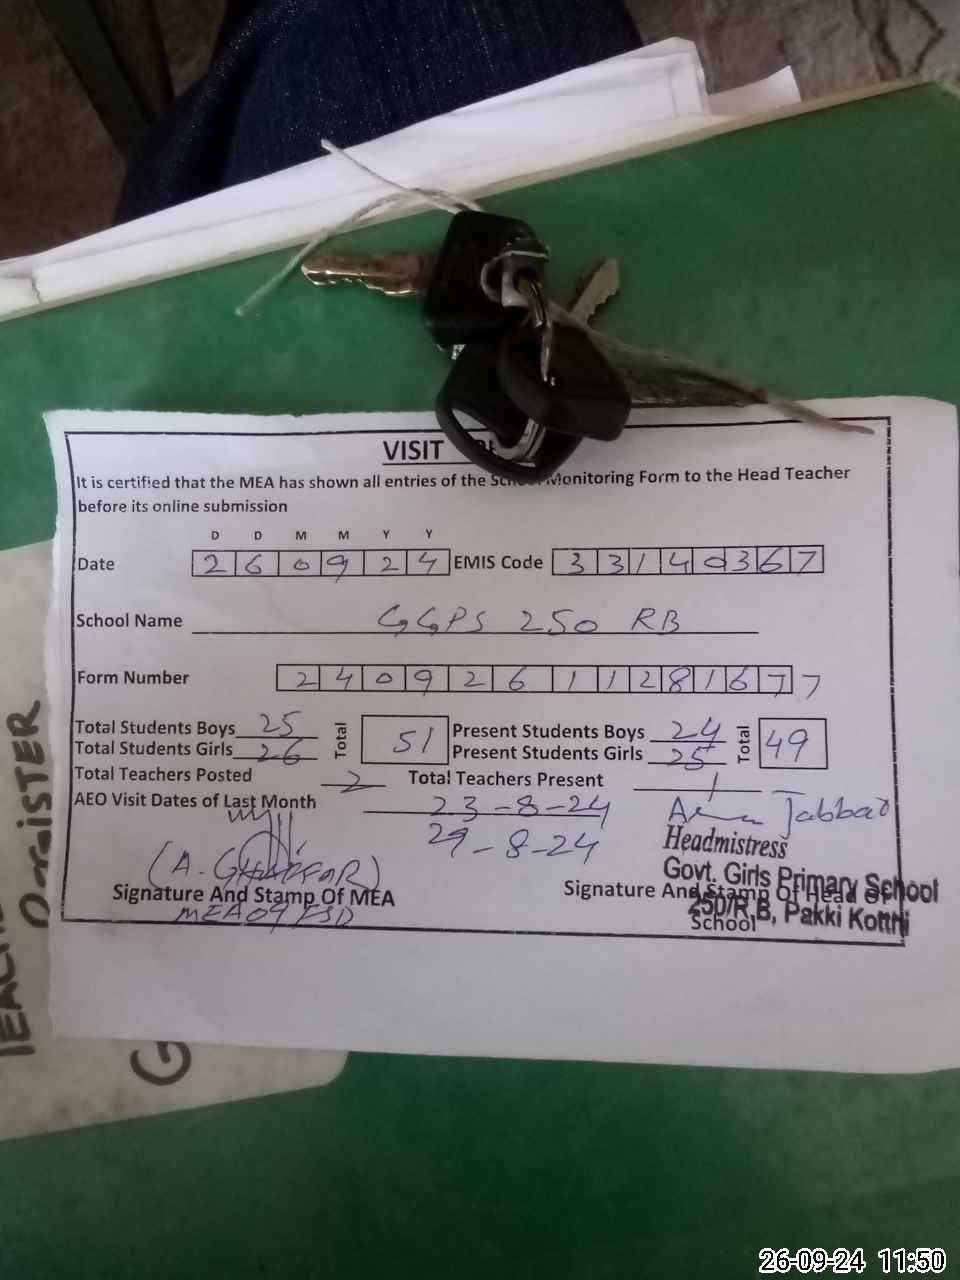 VISIT
It is certified that the MEA has shown all entries of the School Monitoring Form to the Head Teacher
before its online submission
D D M M Y Y
Date 2 6 0 9 2 4 EMIS Code 3 3 1 4 0 3 6 7
School Name GGPS 250 RB
Form Number 2 4 0 9 2 6 1 1 2 8 1 6 7 7
Total Students Boys 25 Total 51 Present Students Boys 24 Total 49
Total Students Girls 26 Present Students Girls 25
Total Teachers Posted 2 Total Teachers Present 1
AEO Visit Dates of Last Month 23-8-24
29-8-24
Jabbar
Headmistress
Govt. Girls Primary School
250/R.B, Pakki Kothi
(A. GHAFFAR)
Signature And Stamp Of MEA
MEA 09 FSD
Signature And Stamp Of Head Of
School
REGISTER
G
26-09-24 11:50